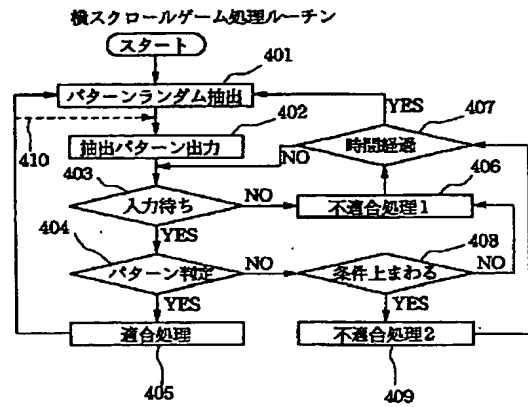 横スクロールゲーム処理ルーチン
スタート
401
パターンランダム抽出
402
YES
407
410
抽出パターン出力
NO
時間経過
403
406
入力待ち
NO
不適合処理1
404
YES
408
パターン判定
NO
条件上まわる
NO
YES
YES
適合処理
不適合処理2
405
409